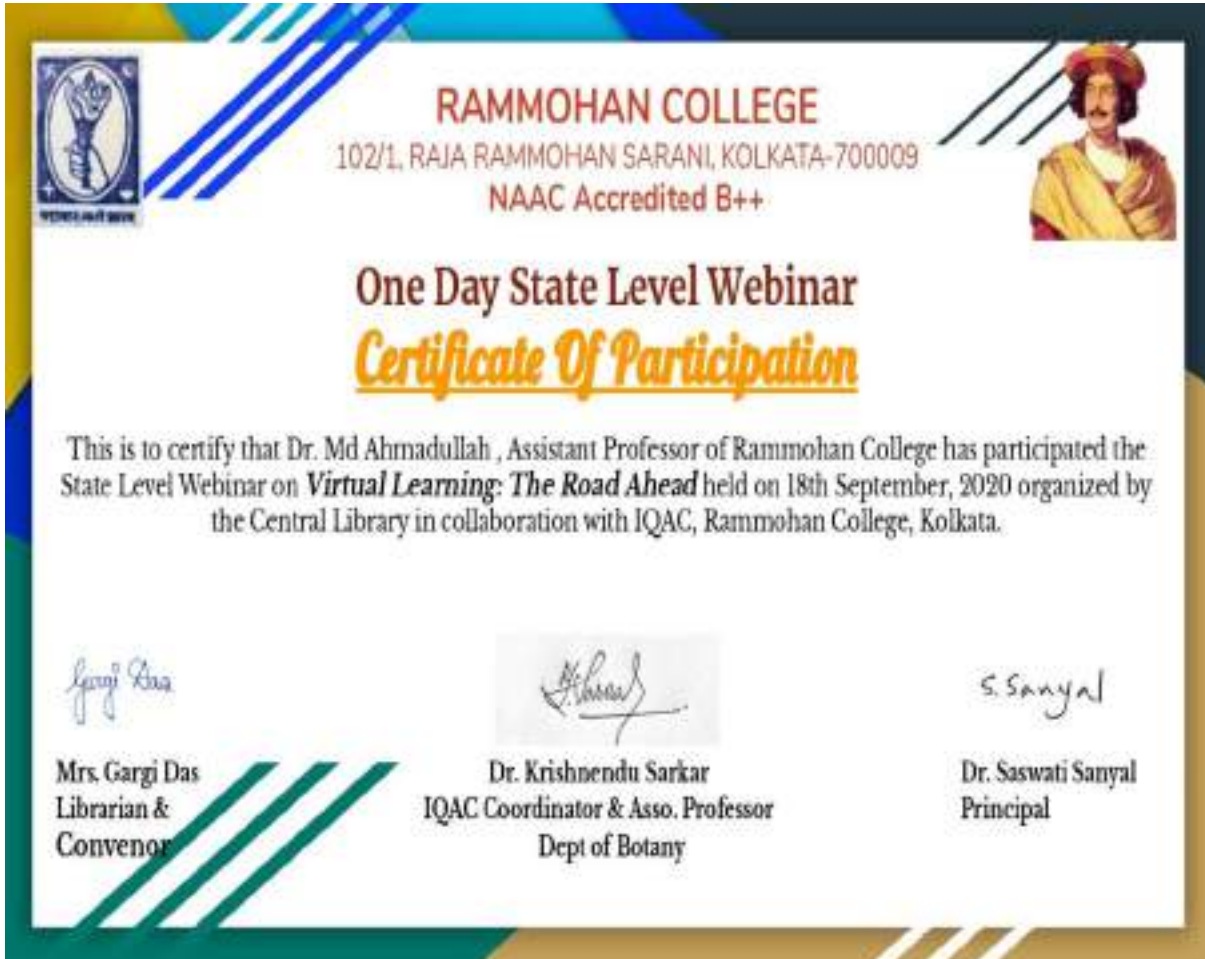 RAMMOHAN COLLEGE
102/1, RAJA RAMMOHAN SARANI, KOLKATA-700009
NAAC Accredited B++
One Day State Level Webinar
Certificate Of Participation
This is to certify that Dr. Md Ahmadullah , Assistant Professor of Rammohan College has participated the
State Level Webinar on Virtual Learning: The Road Ahead held on 18th September, 2020 organized by
the Central Library in collaboration with IQAC, Rammohan College, Kolkata.
Gargi Das
S. Sanyal
Mrs. Gargi Das
Librarian &
Convenor
Dr. Krishnendu Sarkar
IQAC Coordinator & Asso. Professor
Dept of Botany
Dr. Saswati Sanyal
Principal